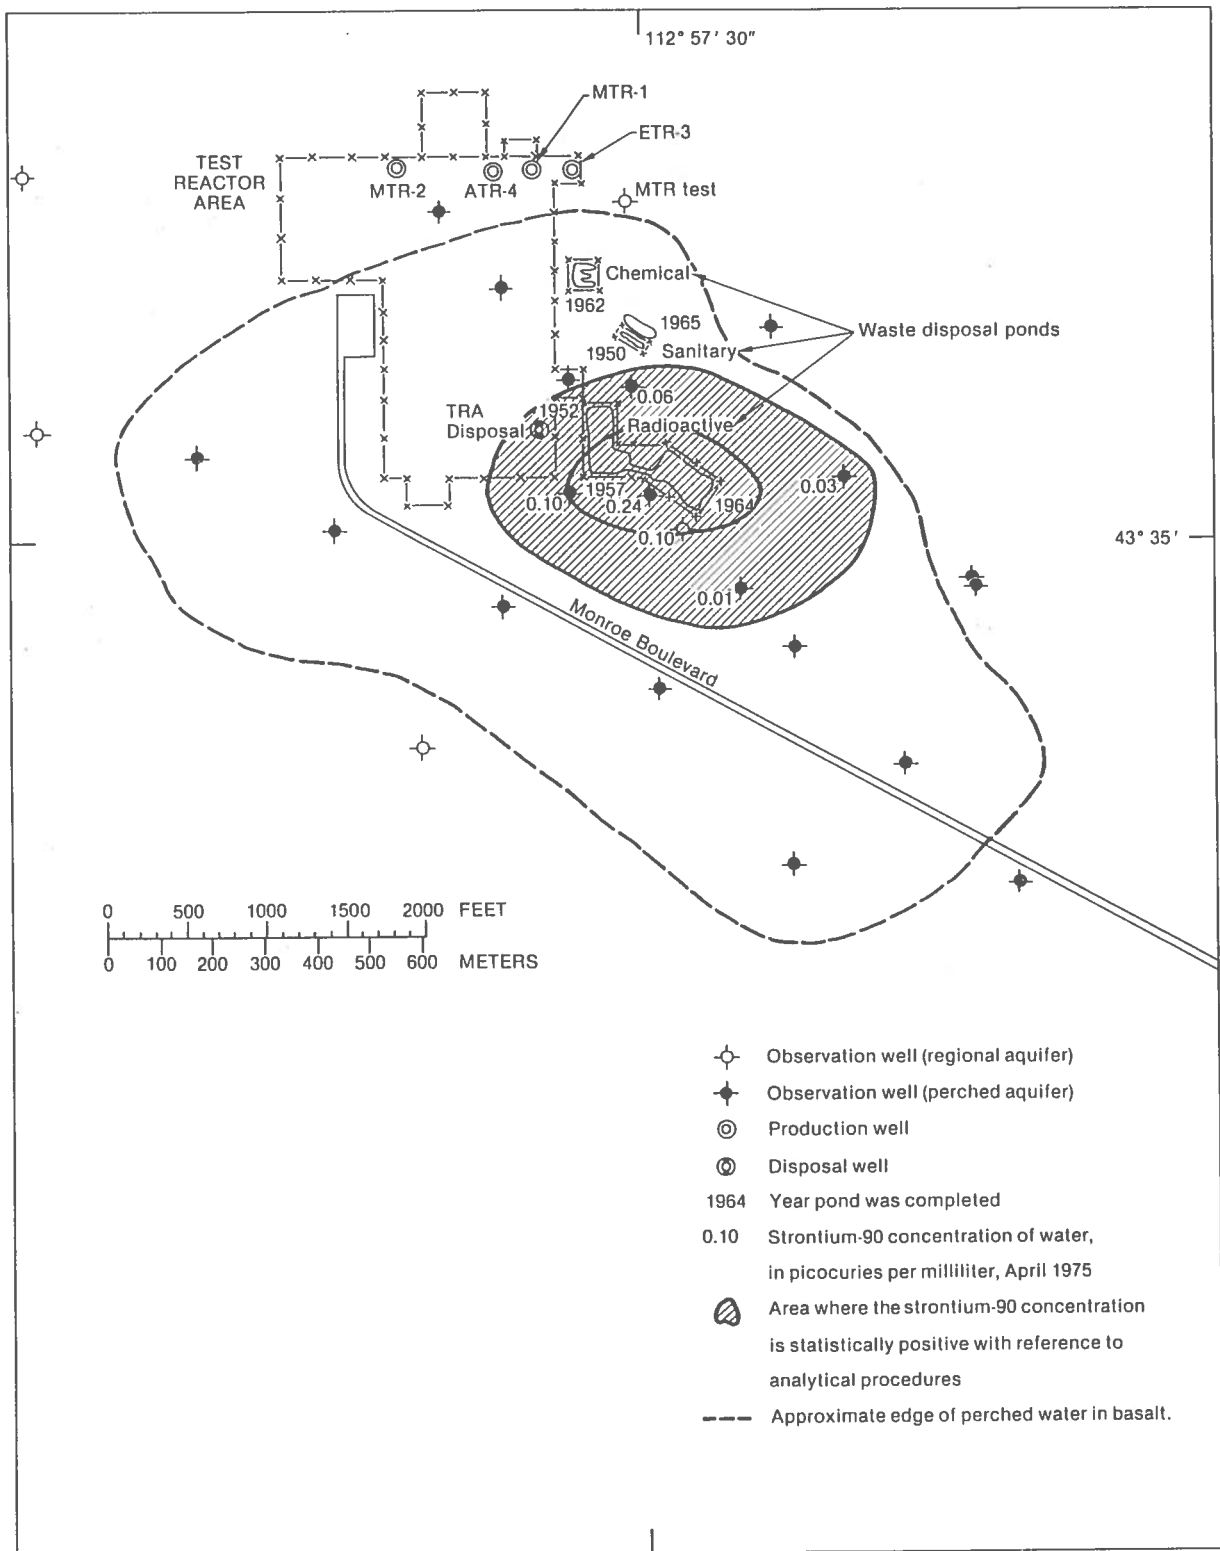 112° 57' 30"
MTR-1
ETR-3
TEST
REACTOR
AREA
MTR-2
ATR-4
MTR test
Chemical
1962
1965
1950
Sanitary
Waste disposal ponds
0.06
1952
TRA
Disposal
Radioactive
0.03
0.10
1957
0.24
1964
0.10
43° 35'
0.01
Monroe Boulevard
0 500 1000 1500 2000 FEET
0 100 200 300 400 500 600 METERS
Observation well (regional aquifer)
Observation well (perched aquifer)
Production well
Disposal well
1964 Year pond was completed
0.10 Strontium-90 concentration of water,
in picocuries per milliliter, April 1975
Area where the strontium-90 concentration
is statistically positive with reference to
analytical procedures
Approximate edge of perched water in basalt.